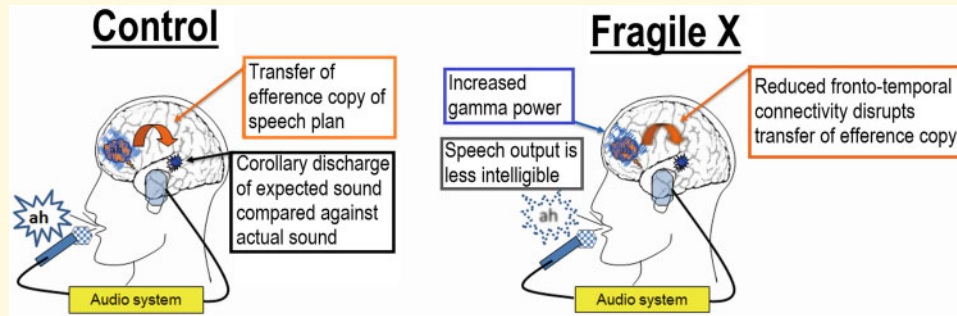 Control
Transfer of
efference copy of
speech plan
Corollary discharge
of expected sound
compared against
actual sound
ah
ah
Audio system
Fragile X
Increased
gamma power
Reduced fronto-temporal
connectivity disrupts
transfer of efference copy
Speech output is
less intelligible
ah
ah
Audio system